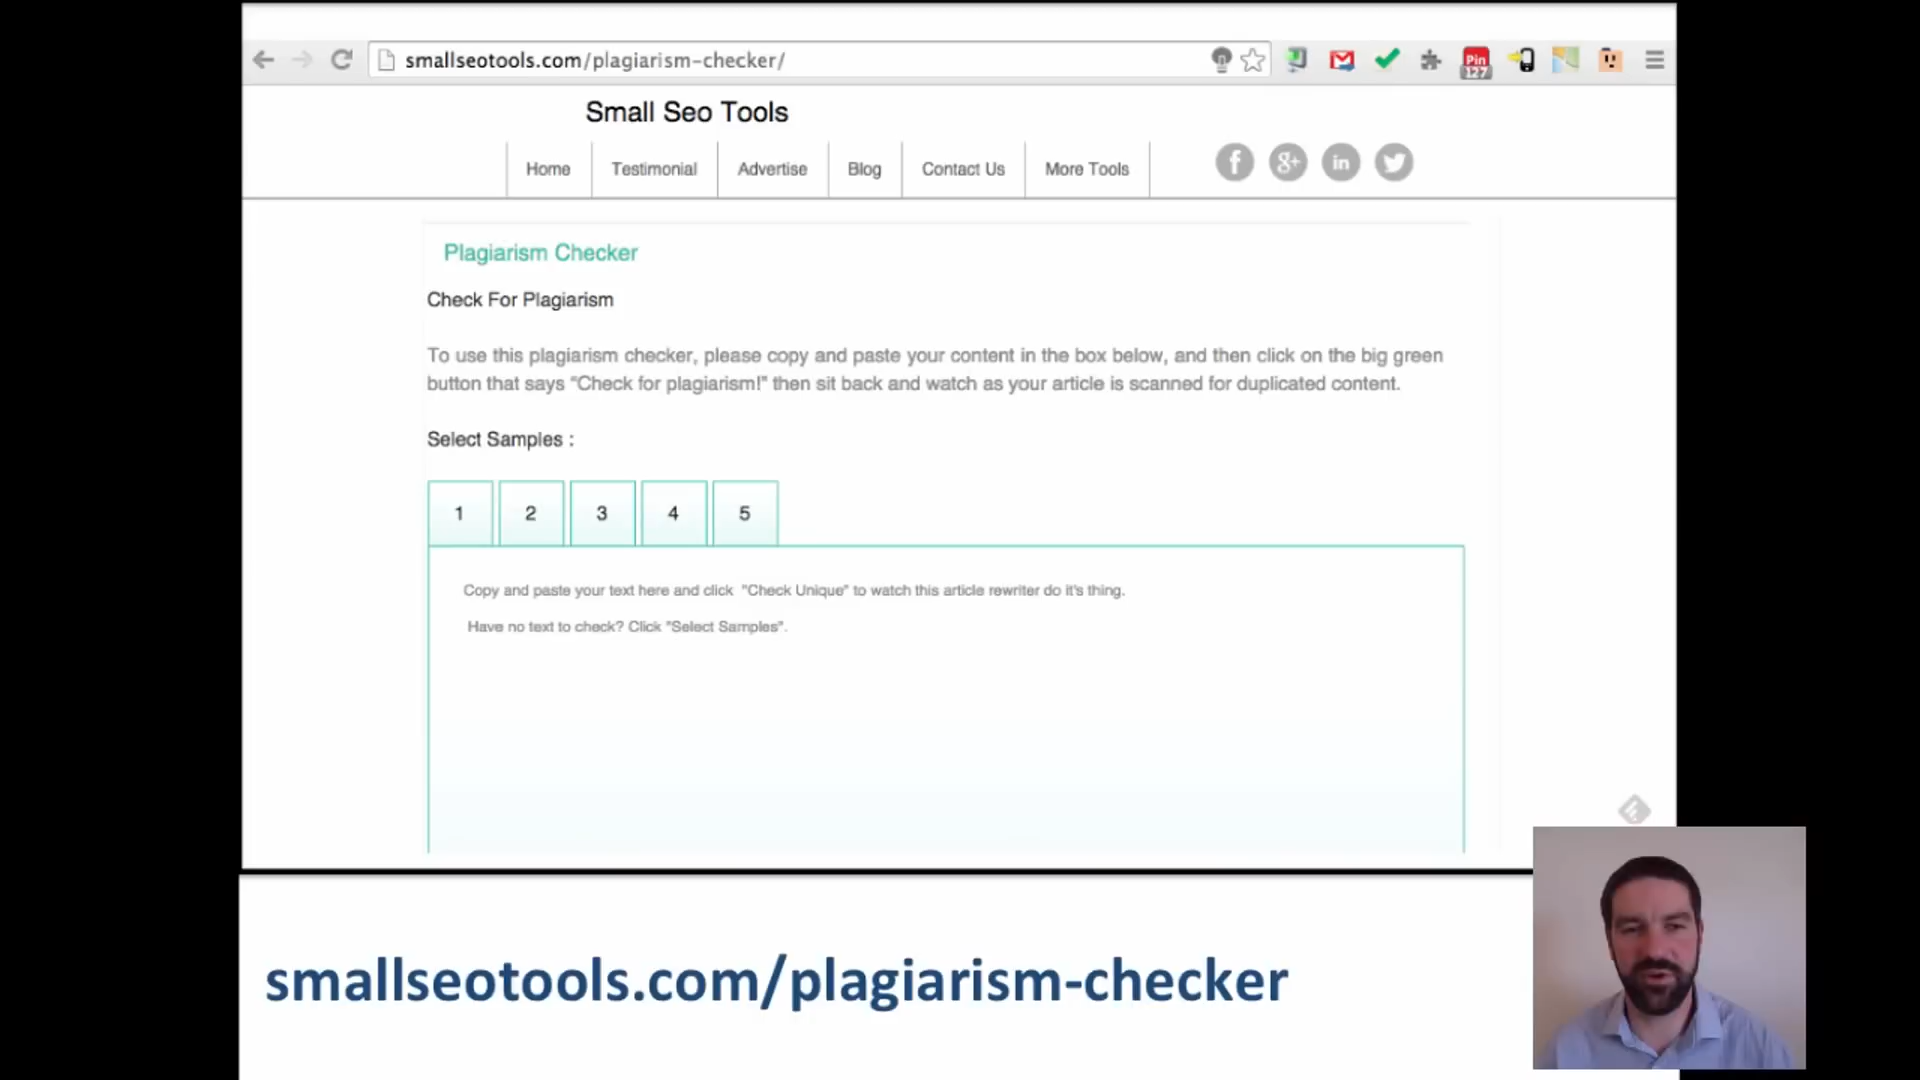 smallseotools.com/plagiarism-checker/
Pin
127
Small Seo Tools
Home
Testimonial
Advertise
Blog
Contact Us
More Tools
f
g+
in
Plagiarism Checker
Check For Plagiarism
To use this plagiarism checker, please copy and paste your content in the box below, and then click on the big green
button that says “Check for plagiarism!” then sit back and watch as your article is scanned for duplicated content.
Select Samples :
1
2
3
4
5
Copy and paste your text here and click "Check Unique" to watch this article rewriter do it's thing.
Have no text to check? Click "Select Samples".
smallseotools.com/plagiarism-checker